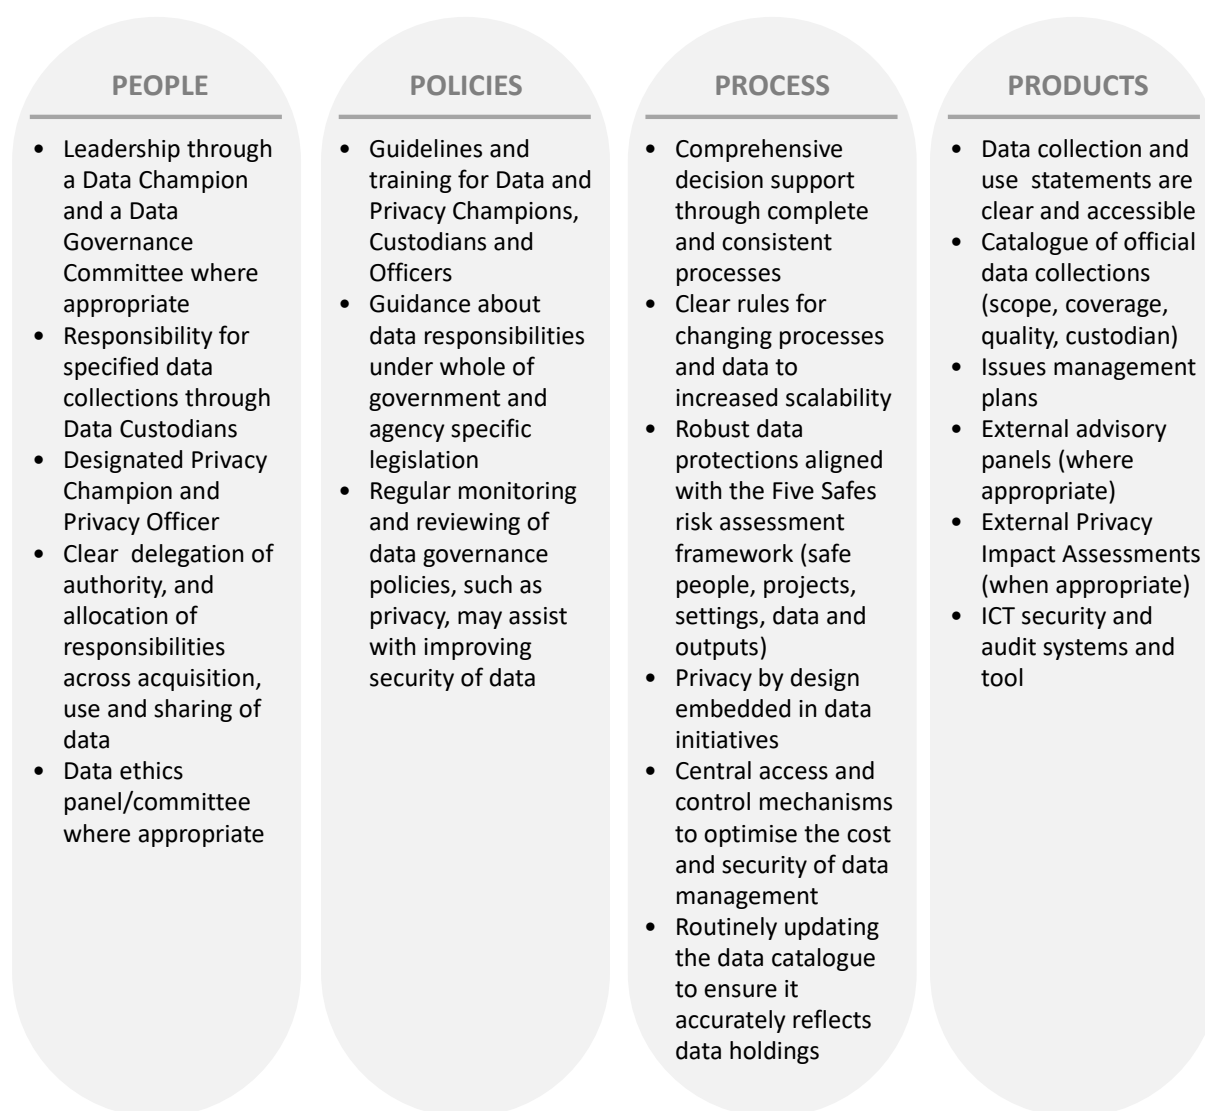 PEOPLE
• Leadership through
a Data Champion
and a Data
Governance
Committee where
appropriate
• Responsibility for
specified data
collections through
Data Custodians
• Designated Privacy
Champion and
Privacy Officer
• Clear  delegation of
authority, and
allocation of
responsibilities
across acquisition,
use and sharing of
data
• Data ethics
panel/committee
where appropriate
POLICIES
• Guidelines and
training for Data and
Privacy Champions,
Custodians and
Officers
• Guidance about
data responsibilities
under whole of
government and
agency specific
legislation
• Regular monitoring
and reviewing of
data governance
policies, such as
privacy, may assist
with improving
security of data
PROCESS
• Comprehensive
decision support
through complete
and consistent
processes
• Clear rules for
changing processes
and data to
increased scalability
• Robust data
protections aligned
with the Five Safes
risk assessment
framework (safe
people, projects,
settings, data and
outputs)
• Privacy by design
embedded in data
initiatives
• Central access and
control mechanisms
to optimise the cost
and security of data
management
• Routinely updating
the data catalogue
to ensure it
accurately reflects
data holdings
PRODUCTS
• Data collection and
use  statements are
clear and accessible
• Catalogue of official
data collections
(scope, coverage,
quality, custodian)
• Issues management
plans
• External advisory
panels (where
appropriate)
• External Privacy
Impact Assessments
(when appropriate)
• ICT security and
audit systems and
tool